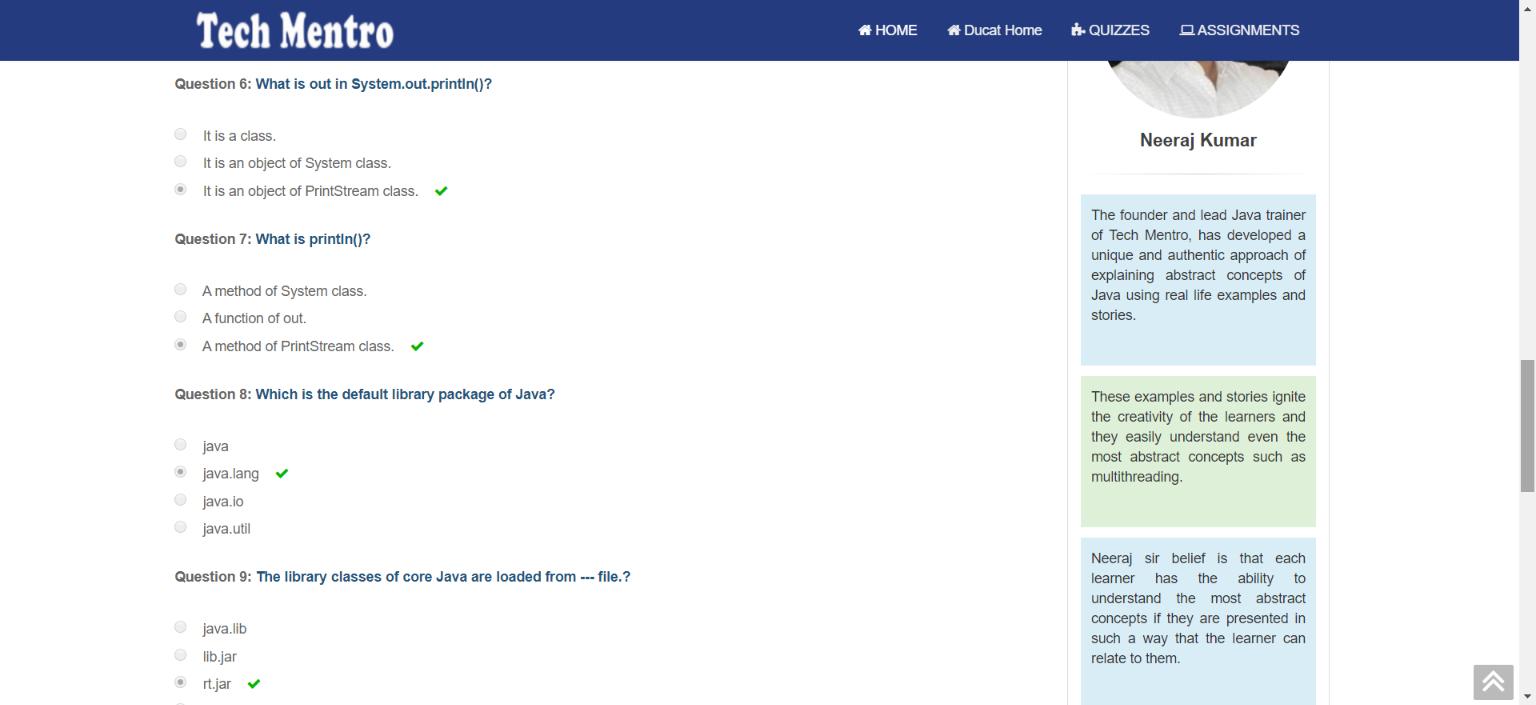 Tech Mentro
HOME Ducat Home QUIZZES ASSIGNMENTS
Question 6: What is out in System.out.println()?
It is a class.
It is an object of System class.
It is an object of PrintStream class.
Question 7: What is println()?
A method of System class.
A function of out.
A method of PrintStream class.
Question 8: Which is the default library package of Java?
java
java.lang
java.io
java.util
Question 9: The library classes of core Java are loaded from --- file.?
java.lib
lib.jar
rt.jar
Neeraj Kumar
The founder and lead Java trainer
of Tech Mentro, has developed a
unique and authentic approach of
explaining abstract concepts of
Java using real life examples and
stories.
These examples and stories ignite
the creativity of the learners and
they easily understand even the
most abstract concepts such as
multithreading.
Neeraj sir belief is that each
learner has the ability to
understand the most abstract
concepts if they are presented in
such a way that the learner can
relate to them.